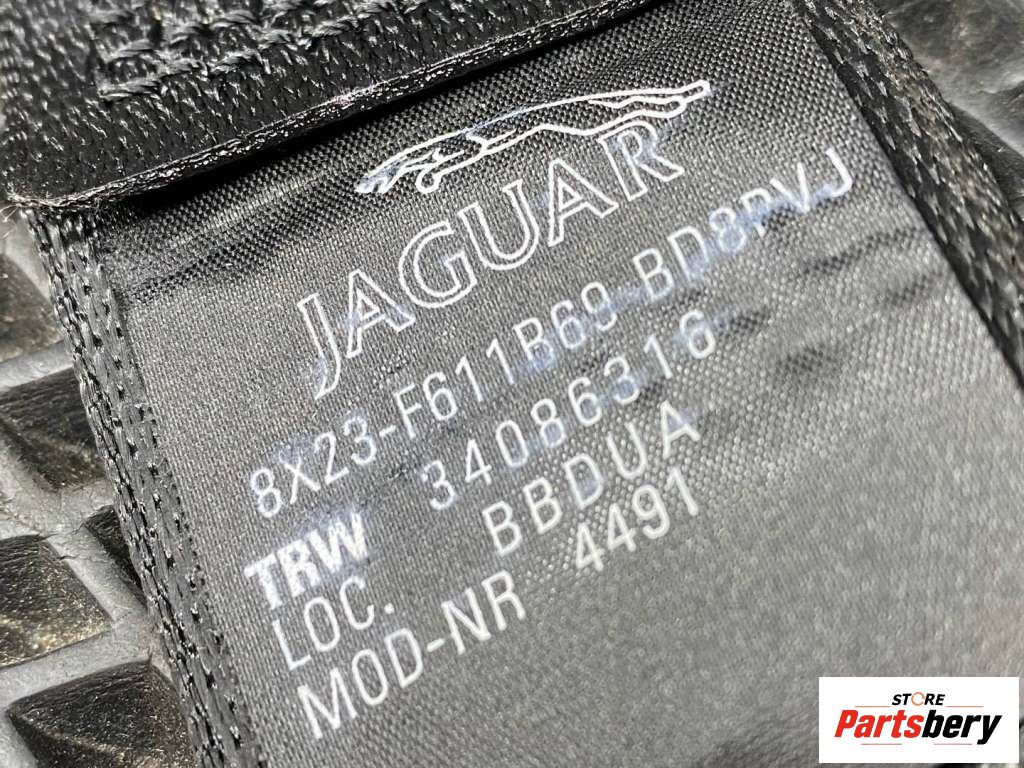 JAGUAR
8X23-F611B69-BD8PVJ
TRW 34086316
LOC. BBDUA
MOD-NR 4491
STORE
Partsbery